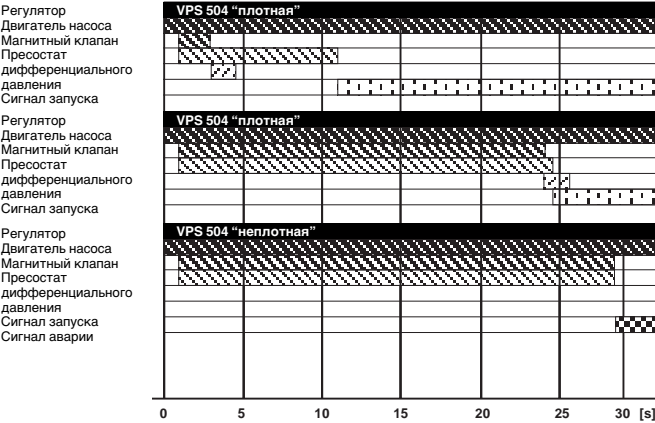 VPS 504 “плотная”
Регулятор
Двигатель насоса
Магнитный клапан
Пресостат
дифференциального
давления
Сигнал запуска
VPS 504 “плотная”
Регулятор
Двигатель насоса
Магнитный клапан
Пресостат
дифференциального
давления
Сигнал запуска
VPS 504 “неплотная”
Регулятор
Двигатель насоса
Магнитный клапан
Пресостат
дифференциального
давления
Сигнал запуска
Сигнал аварии
0 5 10 15 20 25 30 [s]